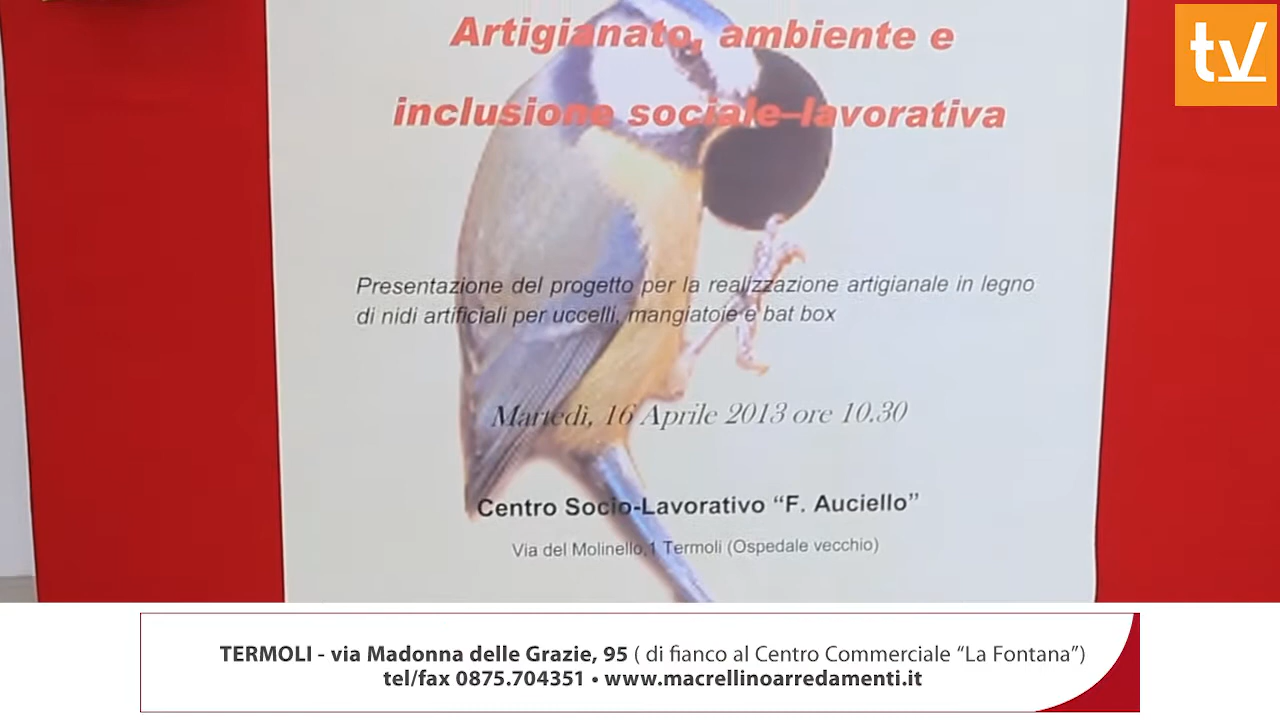 tv
Artigianato, ambiente e
inclusione sociale–lavorativa
Presentazione del progetto per la realizzazione artigianale in legno
di nidi artificiali per uccelli, mangiatoie e bat box
Martedì, 16 Aprile 2013 ore 10.30
Centro Socio-Lavorativo “F. Auciello”
Via del Molinello,1 Termoli (Ospedale vecchio)
TERMOLI - via Madonna delle Grazie, 95 ( di fianco al Centro Commerciale “La Fontana”)
tel/fax 0875.704351 • www.macrellinoarredamenti.it